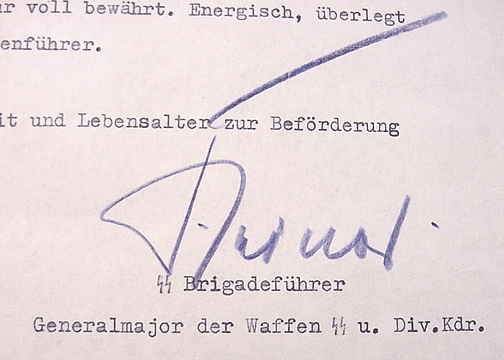 r voll bewährt. Energisch, überlegt
enführer.
it und Lebensalter zur Beförderung
ᛋᛋ Brigadeführer
Generalmajor der Waffen ᛋᛋ u. Div.Kdr.